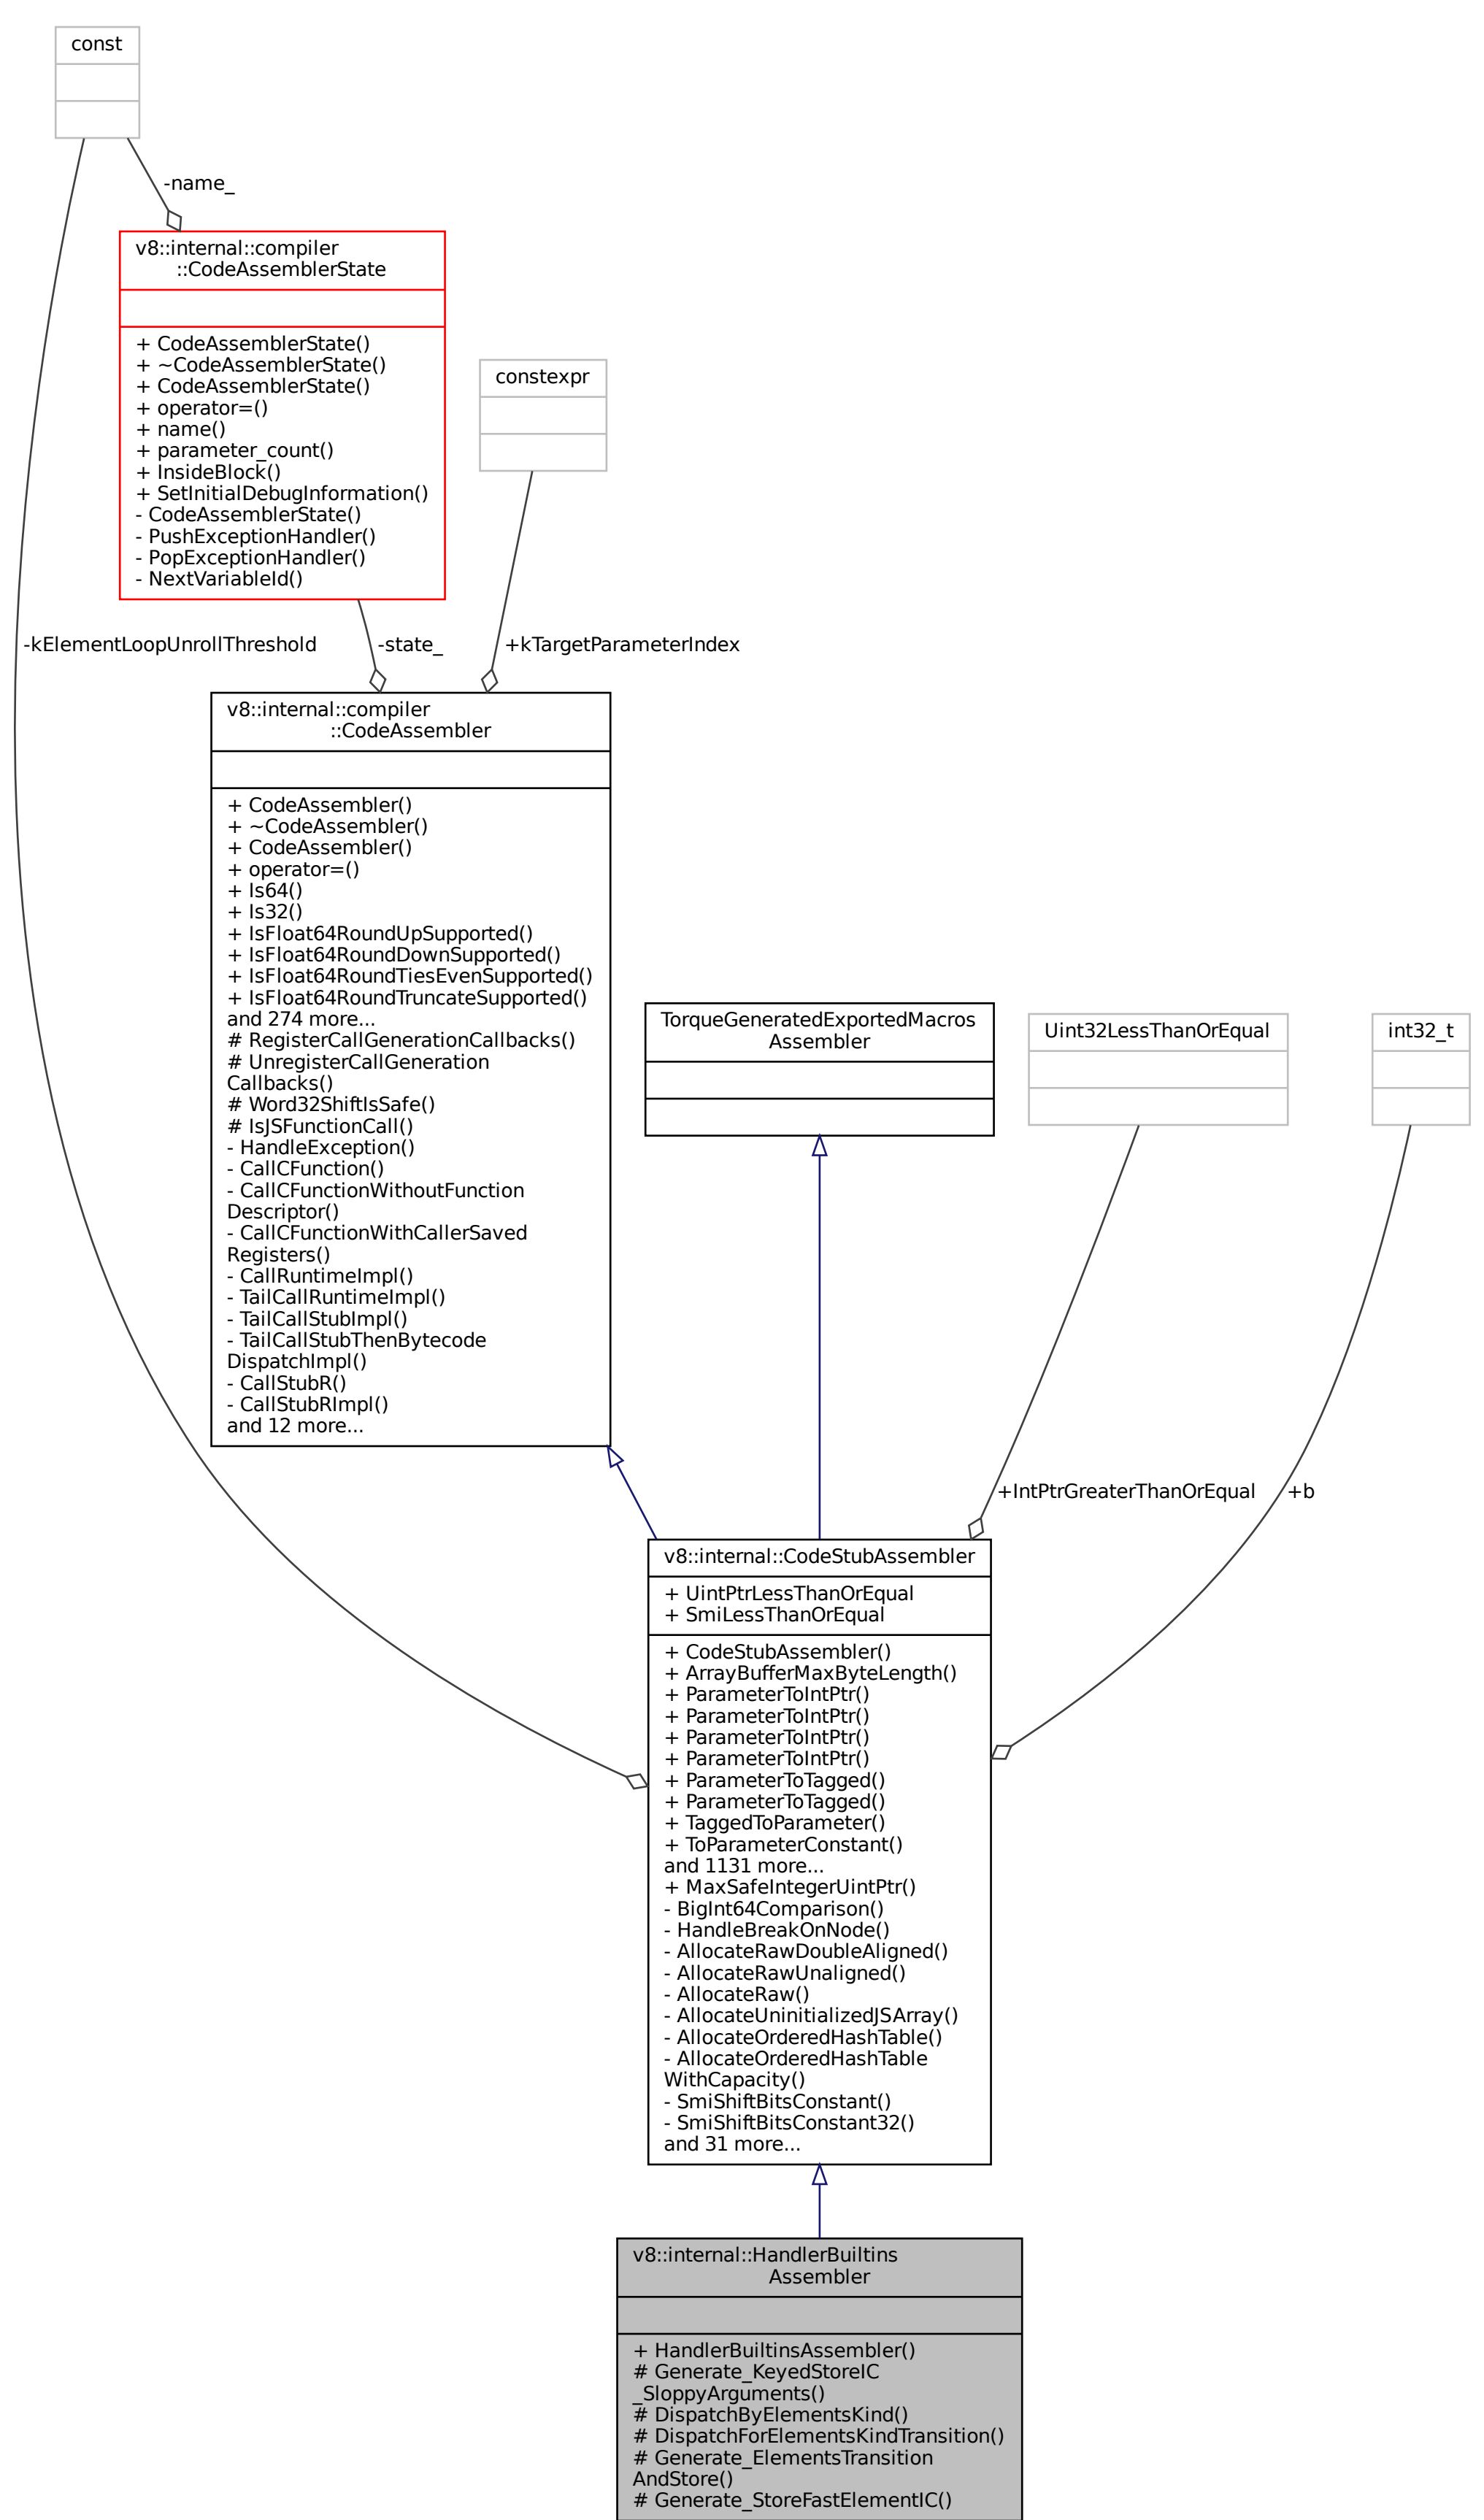 const
-name_
v8::internal::compiler
::CodeAssemblerState
+ CodeAssemblerState()
+ ~CodeAssemblerState()
+ CodeAssemblerState()
+ operator=()
+ name()
+ parameter_count()
+ InsideBlock()
+ SetInitialDebugInformation()
- CodeAssemblerState()
- PushExceptionHandler()
- PopExceptionHandler()
- NextVariableId()
constexpr
-kElementLoopUnrollThreshold
-state_
+kTargetParameterIndex
v8::internal::compiler
::CodeAssembler
+ CodeAssembler()
+ ~CodeAssembler()
+ CodeAssembler()
+ operator=()
+ Is64()
+ Is32()
+ IsFloat64RoundUpSupported()
+ IsFloat64RoundDownSupported()
+ IsFloat64RoundTiesEvenSupported()
+ IsFloat64RoundTruncateSupported()
and 274 more...
# RegisterCallGenerationCallbacks()
# UnregisterCallGeneration
Callbacks()
# Word32ShiftIsSafe()
# IsJSFunctionCall()
- HandleException()
- CallCFunction()
- CallCFunctionWithoutFunction
Descriptor()
- CallCFunctionWithCallerSaved
Registers()
- CallRuntimeImpl()
- TailCallRuntimeImpl()
- TailCallStubImpl()
- TailCallStubThenBytecode
DispatchImpl()
- CallStubR()
- CallStubRImpl()
and 12 more...
TorqueGeneratedExportedMacros
Assembler
Uint32LessThanOrEqual
int32_t
+IntPtrGreaterThanOrEqual
+b
v8::internal::CodeStubAssembler
+ UintPtrLessThanOrEqual
+ SmiLessThanOrEqual
+ CodeStubAssembler()
+ ArrayBufferMaxByteLength()
+ ParameterToIntPtr()
+ ParameterToIntPtr()
+ ParameterToIntPtr()
+ ParameterToIntPtr()
+ ParameterToTagged()
+ ParameterToTagged()
+ TaggedToParameter()
+ ToParameterConstant()
and 1131 more...
+ MaxSafeIntegerUintPtr()
- BigInt64Comparison()
- HandleBreakOnNode()
- AllocateRawDoubleAligned()
- AllocateRawUnaligned()
- AllocateRaw()
- AllocateUninitializedJSArray()
- AllocateOrderedHashTable()
- AllocateOrderedHashTable
WithCapacity()
- SmiShiftBitsConstant()
- SmiShiftBitsConstant32()
and 31 more...
v8::internal::HandlerBuiltins
Assembler
+ HandlerBuiltinsAssembler()
# Generate_KeyedStoreIC
_SloppyArguments()
# DispatchByElementsKind()
# DispatchForElementsKindTransition()
# Generate_ElementsTransition
AndStore()
# Generate_StoreFastElementIC()